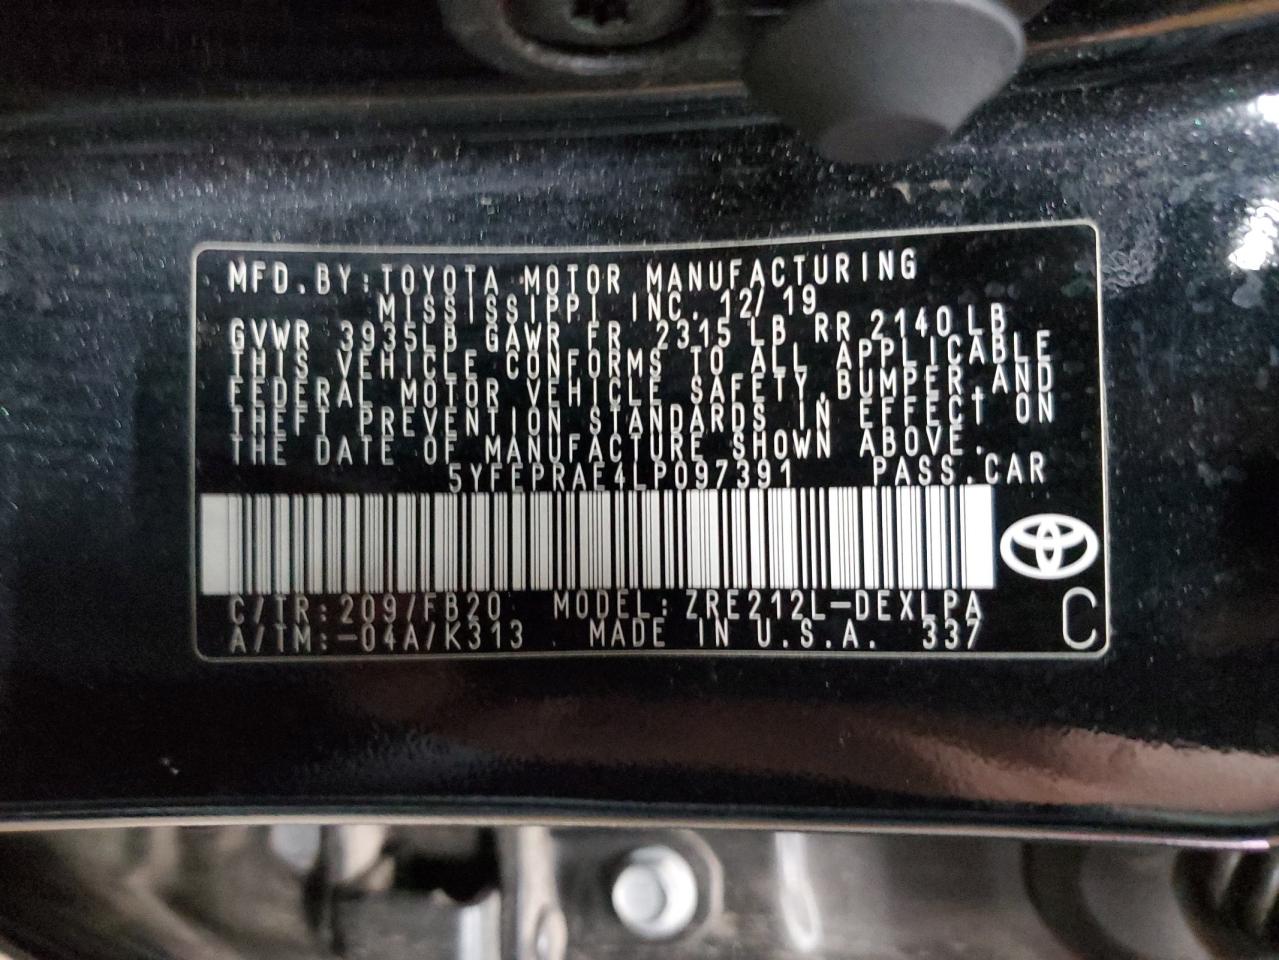 MFD.BY:TOYOTA MOTOR MANUFACTURING
MISSISSIPPI INC. 12/19
GVWR 3935LB GAWR FR 2315 LB RR 2140LB
THIS VEHICLE CONFORMS TO ALL APPLICABLE
FEDERAL MOTOR VEHICLE SAFETY,BUMPER,AND
THEFT PREVENTION STANDARDS IN EFFECT ON
THE DATE OF MANUFACTURE SHOWN ABOVE.
5YFEPRAE4LP097391 PASS.CAR
C/TR:209/FB20 MODEL:ZRE212L-DEXLPA
A/TM:-04A/K313 MADE IN U.S.A. 337
C